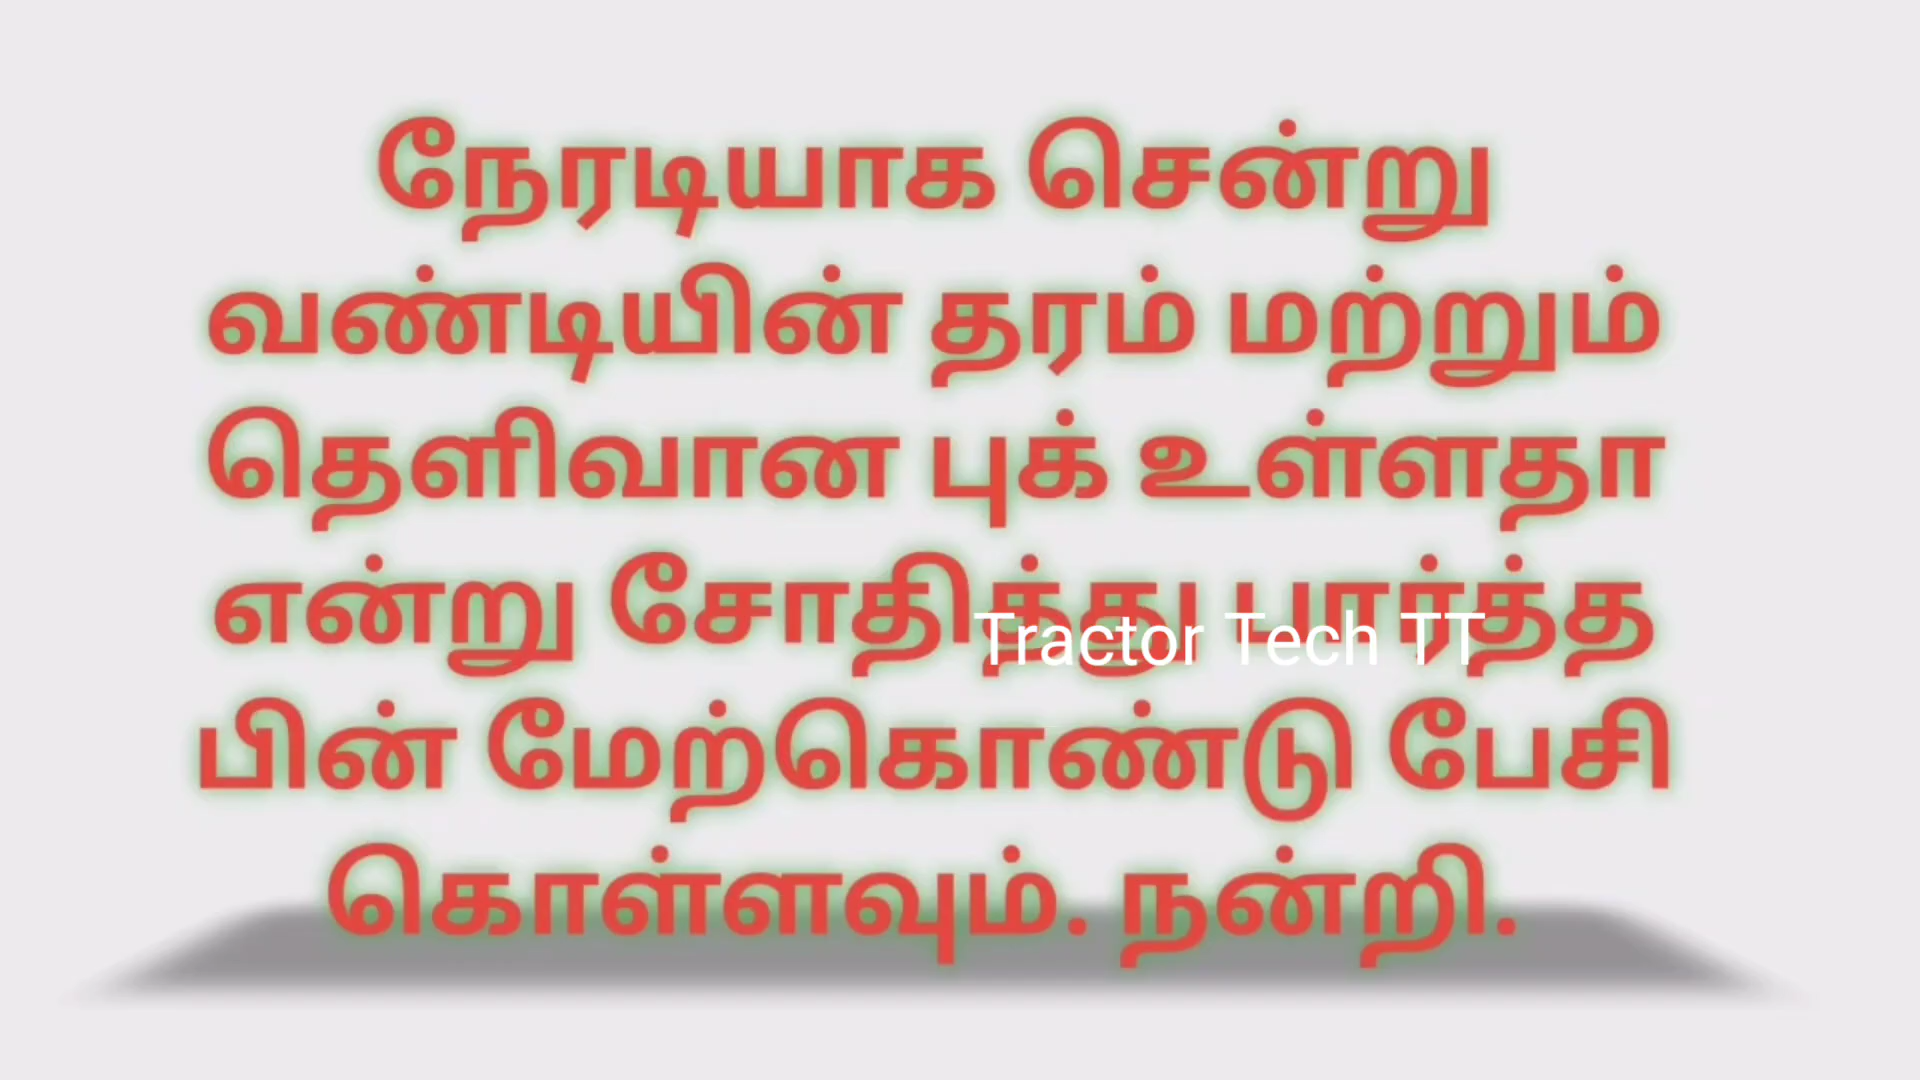 நேரடியாக சென்று
வண்டியின் தரம் மற்றும்
தெளிவான புக் உள்ளதா
என்று சோதித்து பார்த்த
Tractor Tech TT
பின் மேற்கொண்டு பேசி
கொள்ளவும். நன்றி.